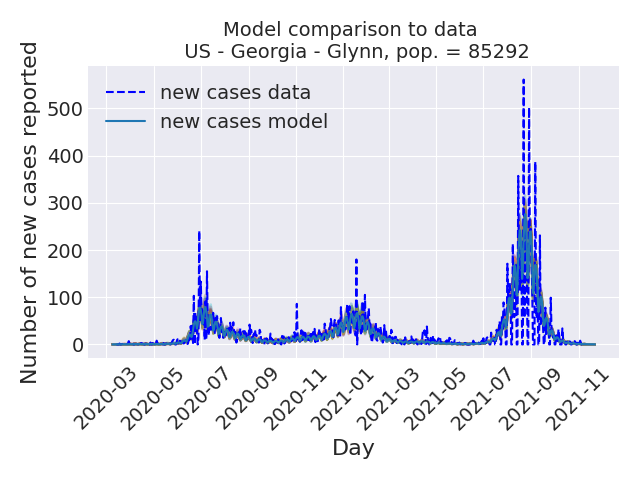 Model comparison to data
US - Georgia - Glynn, pop. = 85292
Number of new cases reported
new cases data
new cases model
500
400
300
200
100
0
2020-03
2020-05
2020-07
2020-09
2020-11
2021-01
2021-03
2021-05
2021-07
2021-09
2021-11
Day